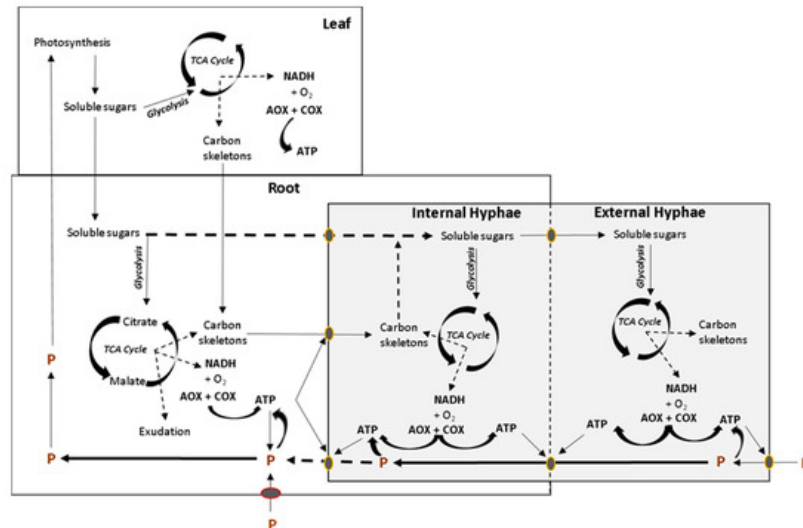 Leaf
Photosynthesis
TCA Cycle
NADH
+ O₂
AOX + COX
Soluble sugars
Glycolysis
Carbon
skeletons
ATP
Root
Internal Hyphae
External Hyphae
Soluble sugars
Soluble sugars
Soluble sugars
Glycolysis
Glycolysis
Glycolysis
Citrate
TCA Cycle
Malate
Carbon
skeletons
NADH
+ O₂
AOX + COX
ATP
Exudation
Carbon
skeletons
TCA Cycle
NADH
+ O₂
AOX + COX
ATP
ATP
TCA Cycle
Carbon
skeletons
NADH
+ O₂
AOX + COX
ATP
ATP
P
P
P
P
P
P